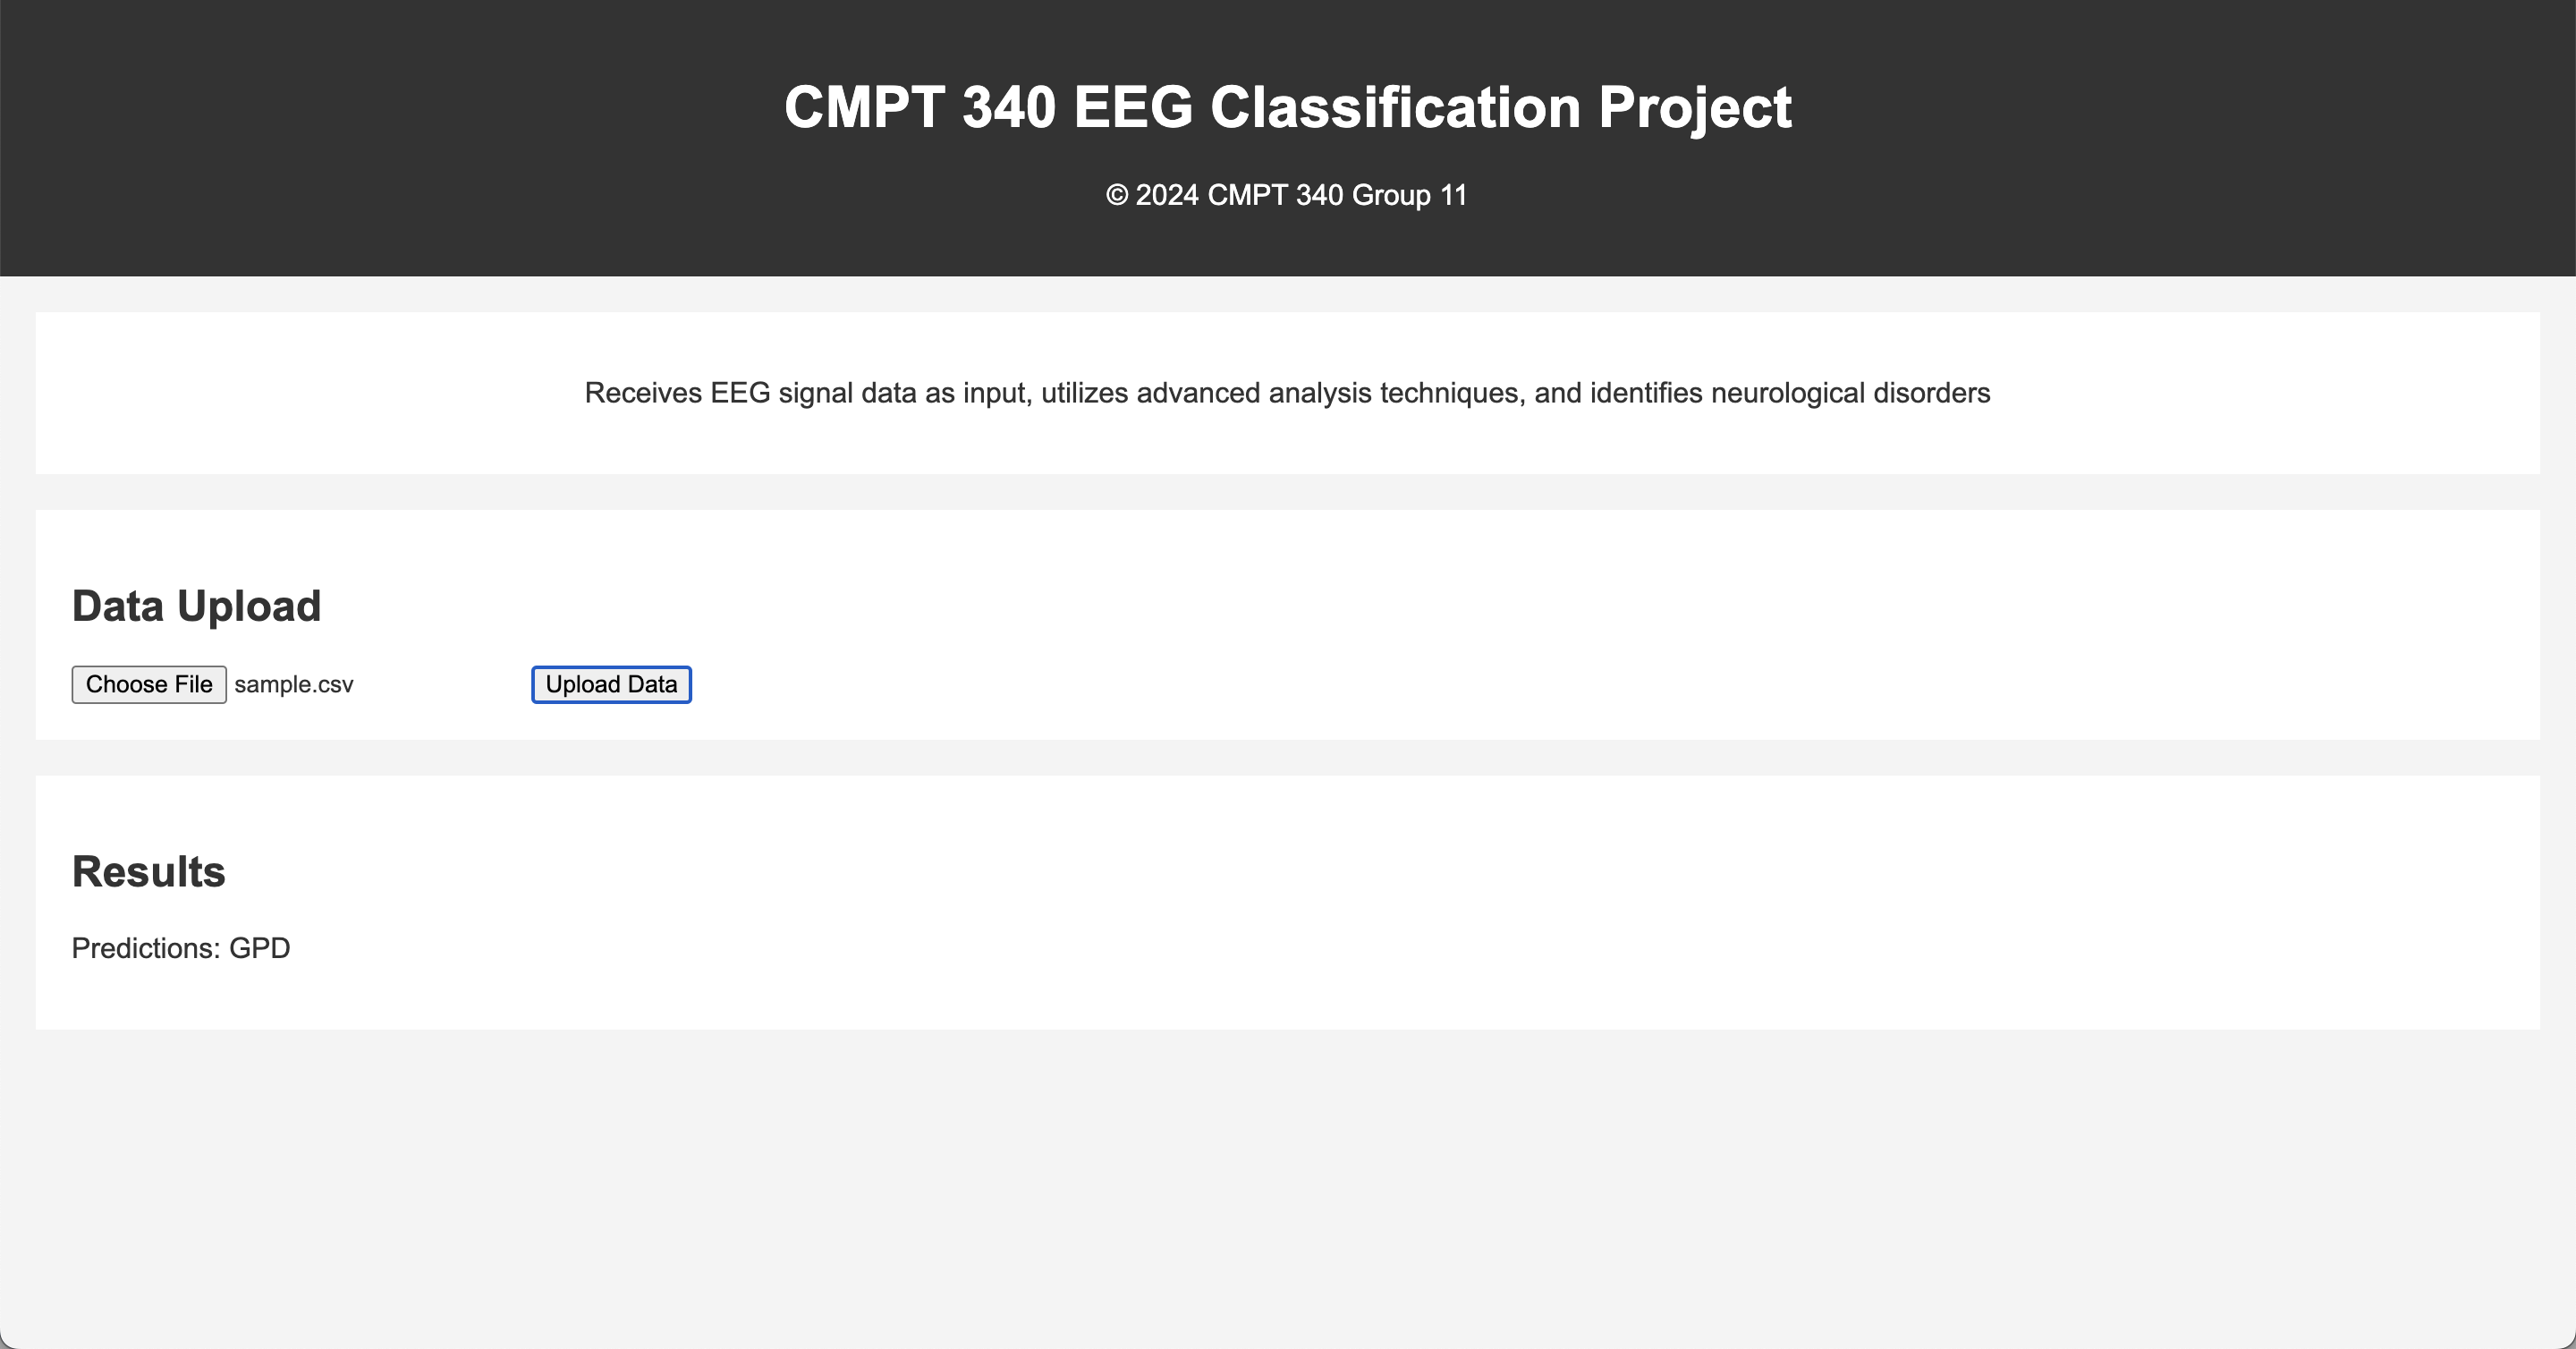 CMPT 340 EEG Classification Project
© 2024 CMPT 340 Group 11
Receives EEG signal data as input, utilizes advanced analysis techniques, and identifies neurological disorders
Data Upload
Choose File sample.csv Upload Data
Results
Predictions: GPD